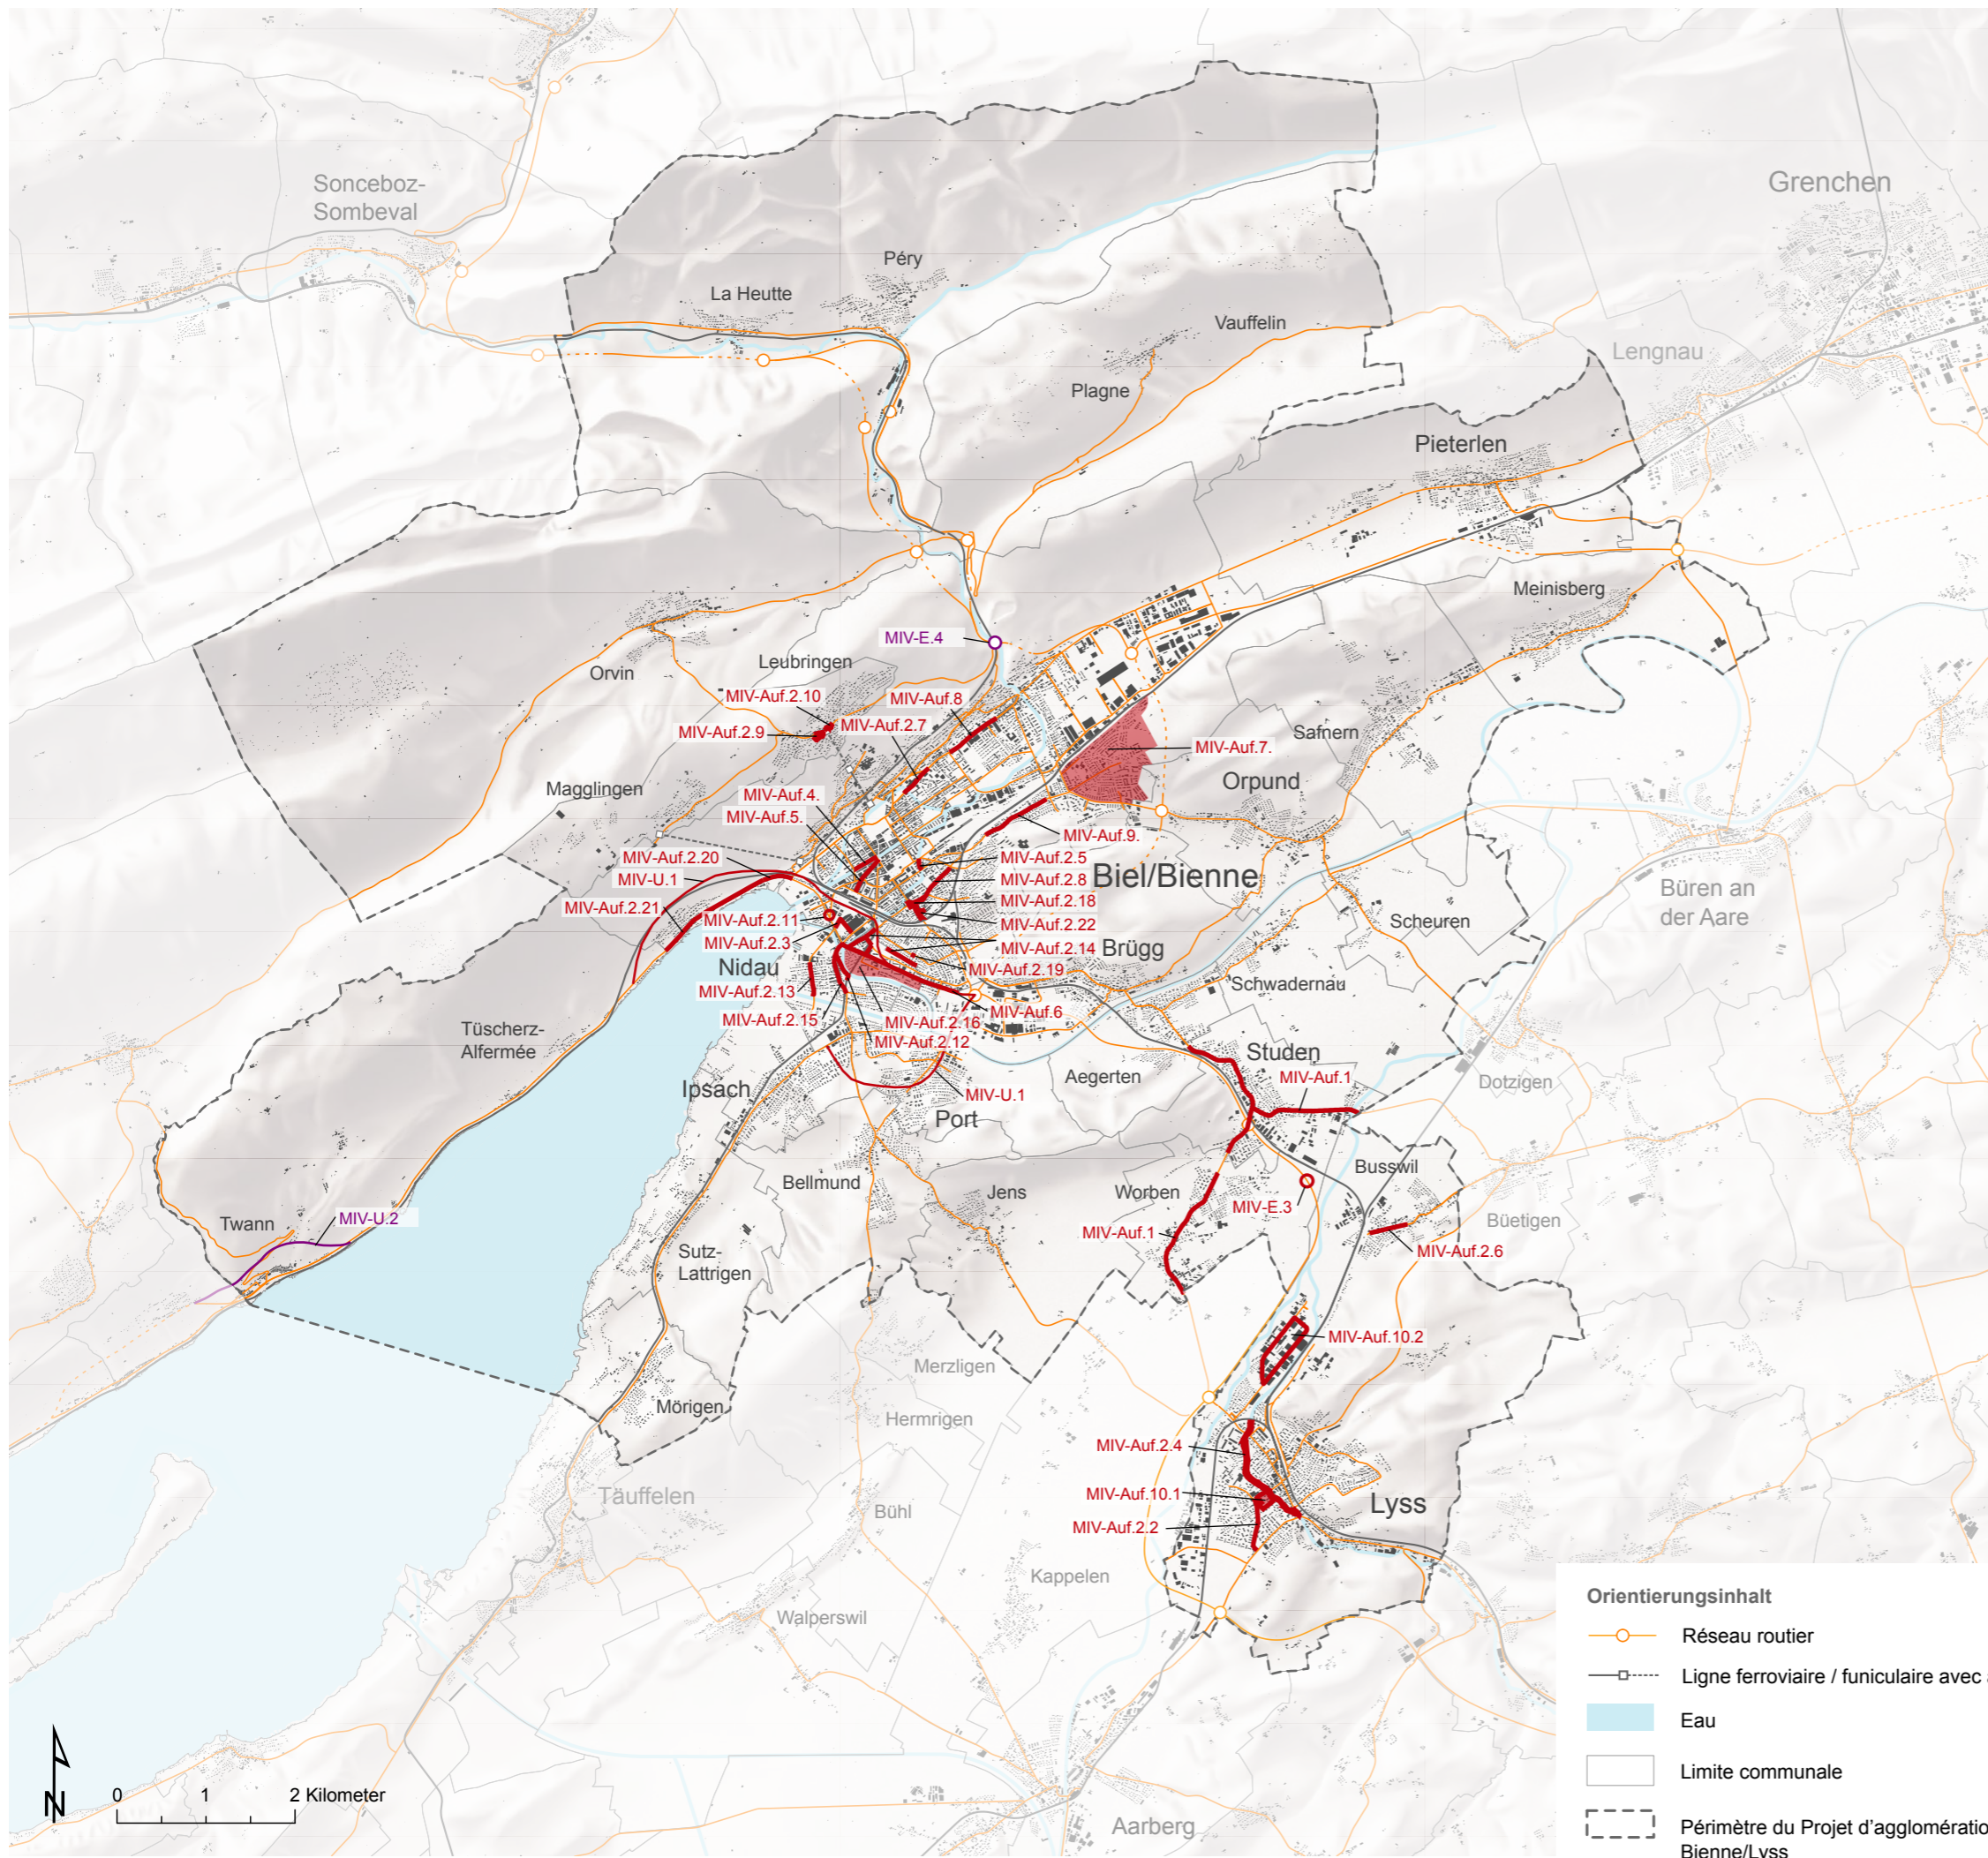 Sonceboz-
Sombeval
Grenchen
Péry
La Heutte
Vauffelin
Lengnau
Plagne
Pieterlen
Meinisberg
MIV-E.4
Leubringen
Orvin
MIV-Auf.2.10
MIV-Auf.8
MIV-Auf.2.7
MIV-Auf.2.9
Safnern
MIV-Auf.7.
Orpund
Magglingen
MIV-Auf.4.
MIV-Auf.5.
MIV-Auf.9.
MIV-Auf.2.20
MIV-Auf.2.5
MIV-U.1
MIV-Auf.2.8
Biel/Bienne
Büren an
der Aare
MIV-Auf.2.18
MIV-Auf.2.21
MIV-Auf.2.11
MIV-Auf.2.22
Scheuren
MIV-Auf.2.3
MIV-Auf.2.14
Brügg
Nidau
MIV-Auf.2.19
MIV-Auf.2.13
Schwadernau
MIV-Auf.6
MIV-Auf.2.15
MIV-Auf.2.16
Tüscherz-
Alfermée
MIV-Auf.2.12
Studen
Aegerten
MIV-Auf.1
Dotzigen
Ipsach
MIV-U.1
Port
Busswil
Bellmund
Jens
Worben
MIV-E.3
Twann
MIV-U.2
MIV-Auf.1
Büetigen
Sutz-
Lattrigen
MIV-Auf.2.6
MIV-Auf.10.2
Merzligen
Mörigen
Hermrigen
MIV-Auf.2.4
Täuffelen
MIV-Auf.10.1
Lyss
Bühl
MIV-Auf.2.2
Kappelen
Walperswil
Aarberg
N
0 1 2 Kilometer
Orientierungsinhalt
Réseau routier
Ligne ferroviaire / funiculaire avec
Eau
Limite communale
Périmètre du Projet d'agglomératio
Bienne/Lyss